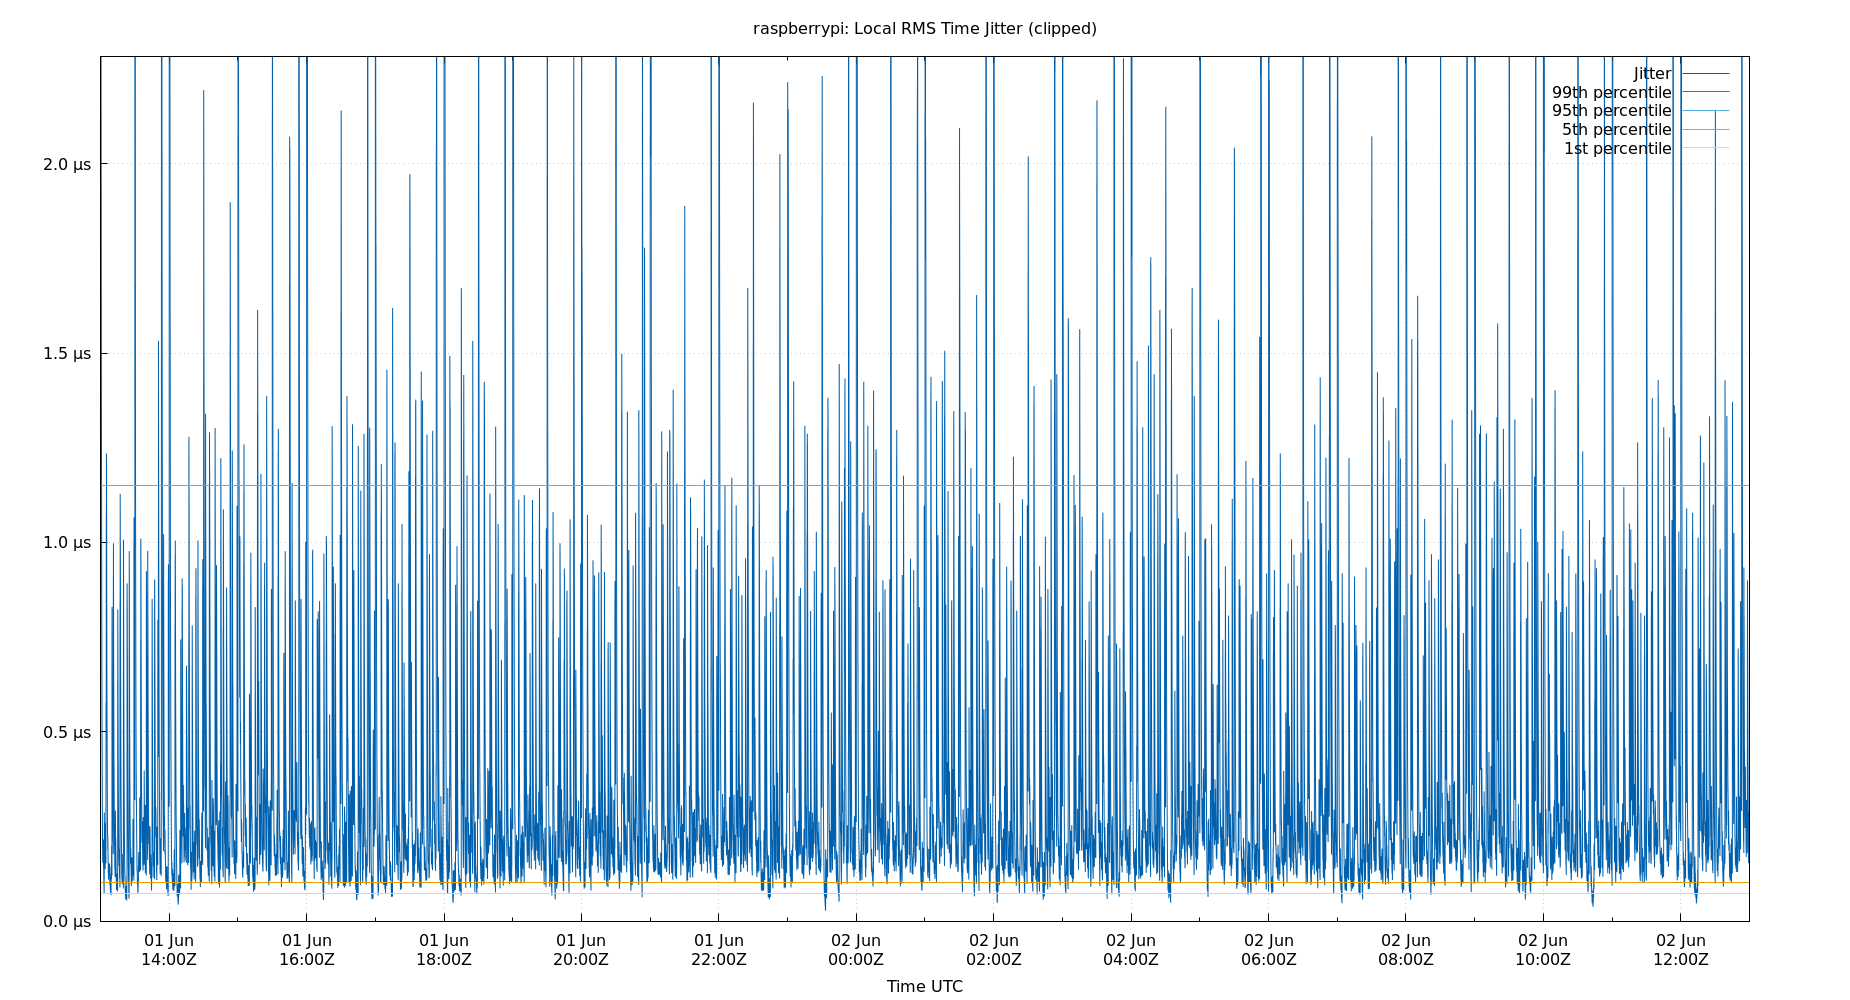 raspberrypi: Local RMS Time Jitter (clipped)
Jitter
99th percentile
95th percentile
5th percentile
1st percentile
2.0 µs
1.5 µs
1.0 µs
0.5 µs
0.0 µs
01 Jun 01 Jun 01 Jun 01 Jun 01 Jun 02 Jun 02 Jun 02 Jun 02 Jun 02 Jun 02 Jun 02 Jun
14:00Z 16:00Z 18:00Z 20:00Z 22:00Z 00:00Z 02:00Z 04:00Z 06:00Z 08:00Z 10:00Z 12:00Z
Time UTC